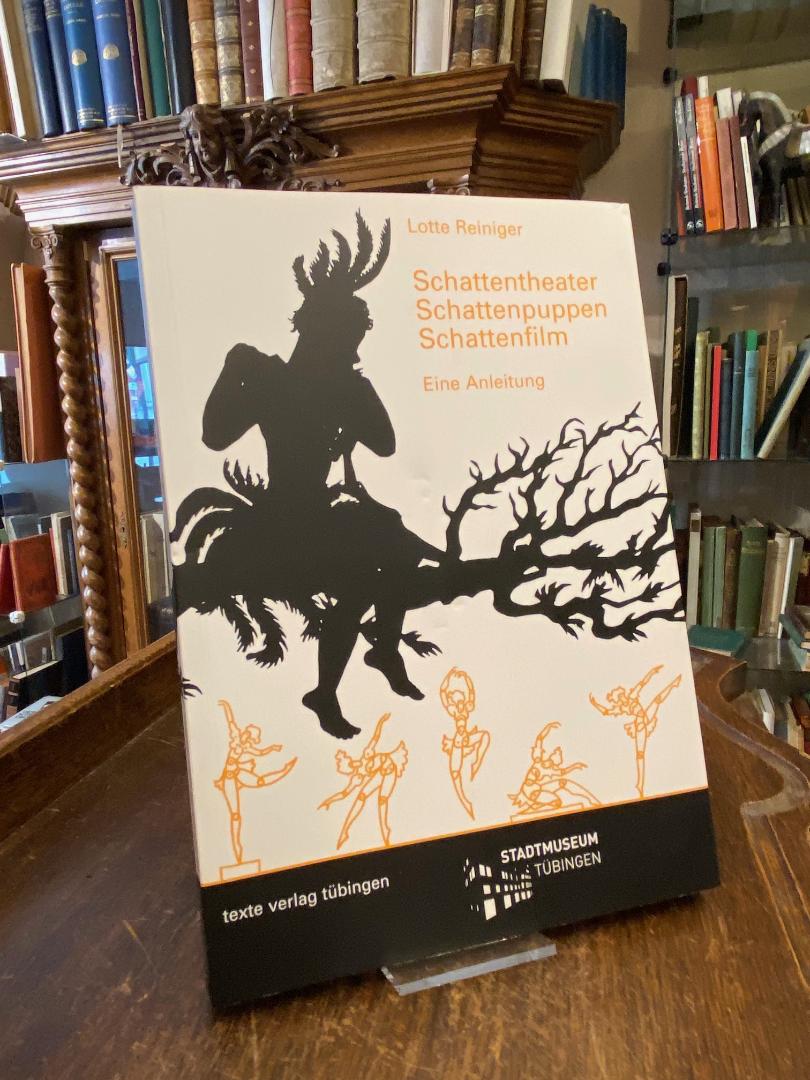 Lotte Reiniger
Schattentheater
Schattenpuppen
Schattenfilm
Eine Anleitung
texte verlag tübingen
STADTMUSEUM
TÜBINGEN